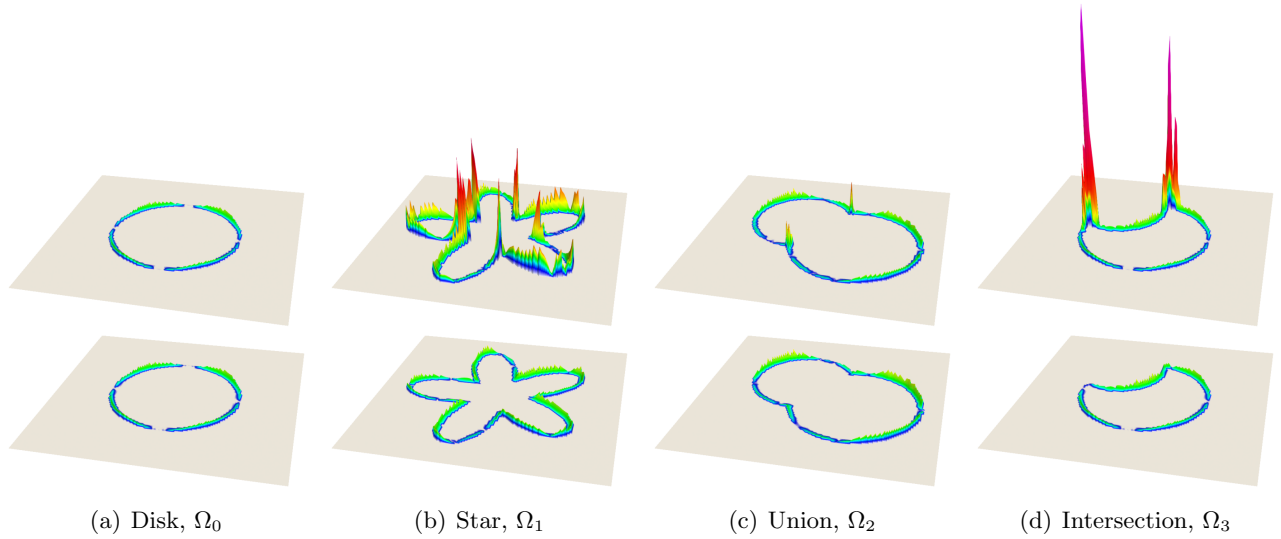 (a) Disk, Ω₀ (b) Star, Ω₁ (c) Union, Ω₂ (d) Intersection, Ω₃